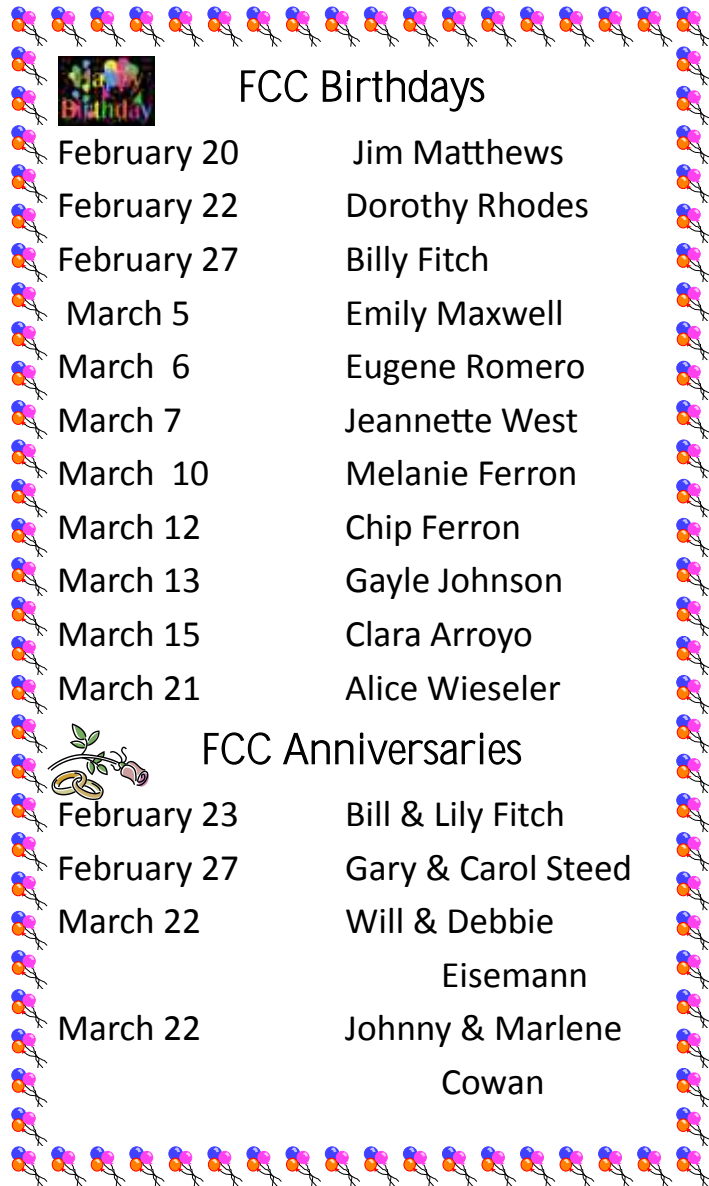 Happy
Birthday
FCC Birthdays
February 20 Jim Matthews
February 22 Dorothy Rhodes
February 27 Billy Fitch
March 5 Emily Maxwell
March 6 Eugene Romero
March 7 Jeannette West
March 10 Melanie Ferron
March 12 Chip Ferron
March 13 Gayle Johnson
March 15 Clara Arroyo
March 21 Alice Wieseler
FCC Anniversaries
February 23 Bill & Lily Fitch
February 27 Gary & Carol Steed
March 22 Will & Debbie
Eisemann
March 22 Johnny & Marlene
Cowan